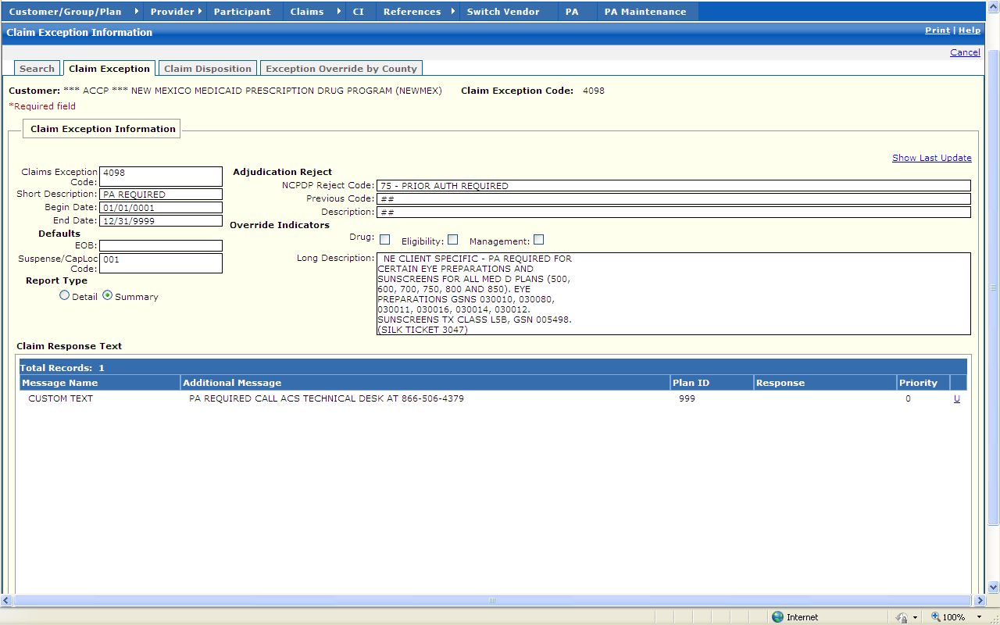 Customer/Group/Plan Provider Participant Claims CI References Switch Vendor PA PA Maintenance
Claim Exception Information Print | Help
Cancel
Search Claim Exception Claim Disposition Exception Override by County
Customer: *** ACCP *** NEW MEXICO MEDICAID PRESCRIPTION DRUG PROGRAM (NEWMEX) Claim Exception Code: 4098
*Required field
Claim Exception Information
Show Last Update
Claims Exception Code: 4098
Short Description: PA REQUIRED
Begin Date: 01/01/0001
End Date: 12/31/9999
Defaults
EOB:
Suspense/CapLoc Code: 001
Report Type
Detail Summary
Adjudication Reject
NCPDP Reject Code: 75 - PRIOR AUTH REQUIRED
Previous Code: ##
Description: ##
Override Indicators
Drug: Eligibility: Management:
Long Description: NE CLIENT SPECIFIC - PA REQUIRED FOR
CERTAIN EYE PREPARATIONS AND
SUNSCREENS FOR ALL MED D PLANS (500,
600, 700, 750, 800 AND 850). EYE
PREPARATIONS GSNS 030010, 030080,
030011, 030016, 030014, 030012.
SUNSCREENS TX CLASS L5B, GSN 005498.
(SILK TICKET 3047)
Claim Response Text
Total Records: 1
Message Name Additional Message Plan ID Response Priority
CUSTOM TEXT PA REQUIRED CALL ACS TECHNICAL DESK AT 866-506-4379 999 0 U
Internet 100%